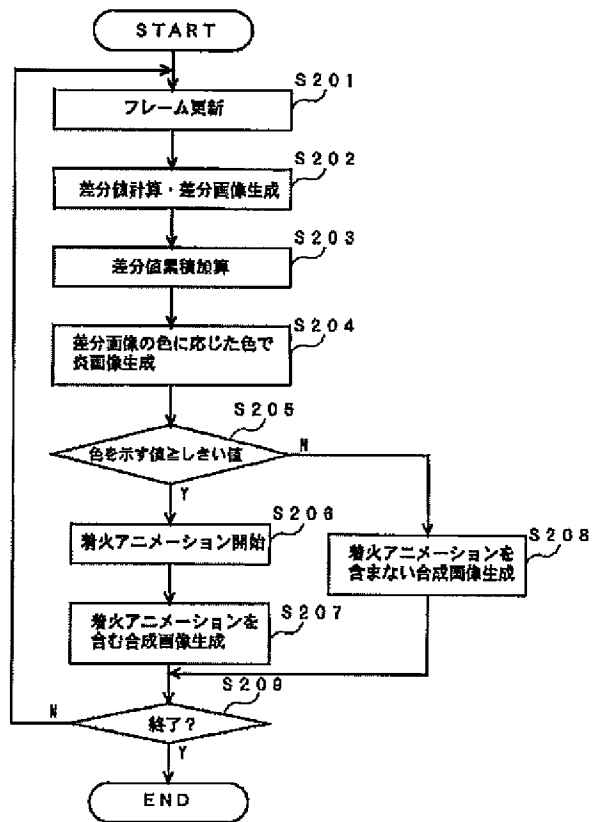 START
S201
フレーム更新
S202
差分値計算・差分画像生成
S203
差分値累積加算
S204
差分画像の色に応じた色で
炎画像生成
S205
色を示す値≧しきい値
N
Y
S206
着火アニメーション開始
S208
着火アニメーションを
含まない合成画像生成
S207
着火アニメーションを
含む合成画像生成
S209
終了?
N
Y
END